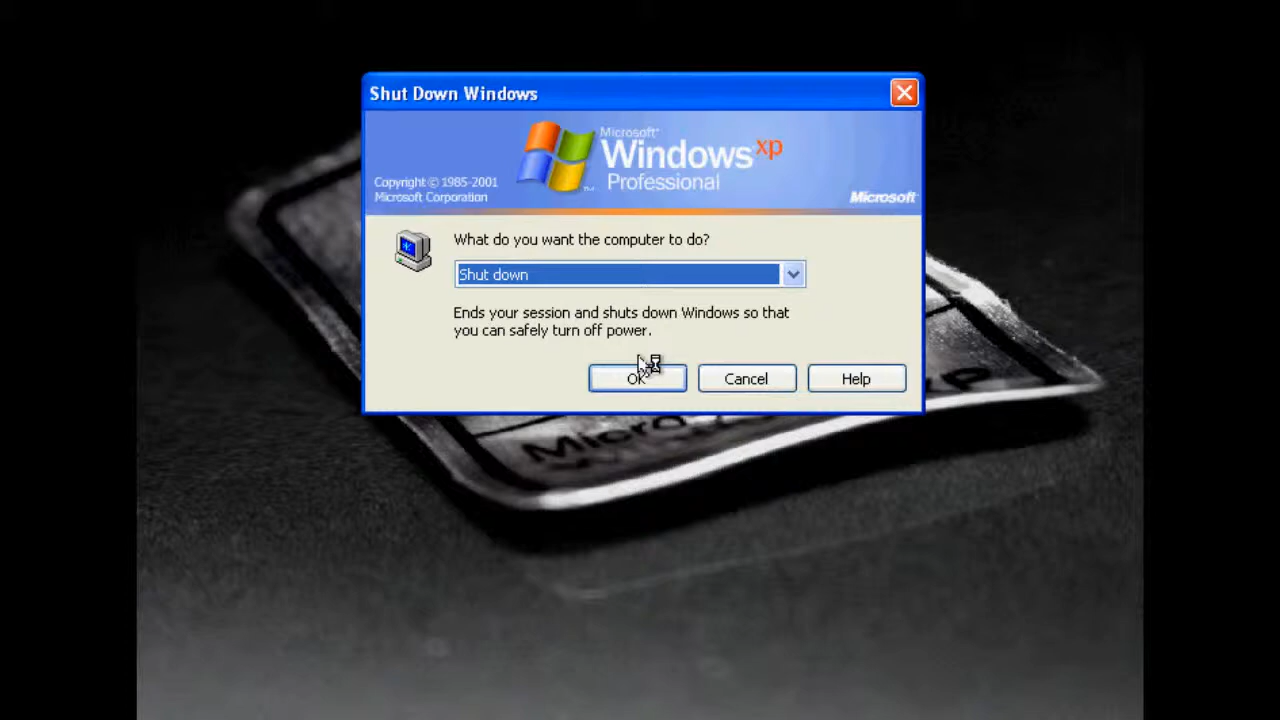 Shut Down Windows
Microsoft®
Windows xp
Professional
Copyright © 1985-2001
Microsoft Corporation
Microsoft
What do you want the computer to do?
Shut down
Ends your session and shuts down Windows so that
you can safely turn off power.
OK
Cancel
Help
Micro